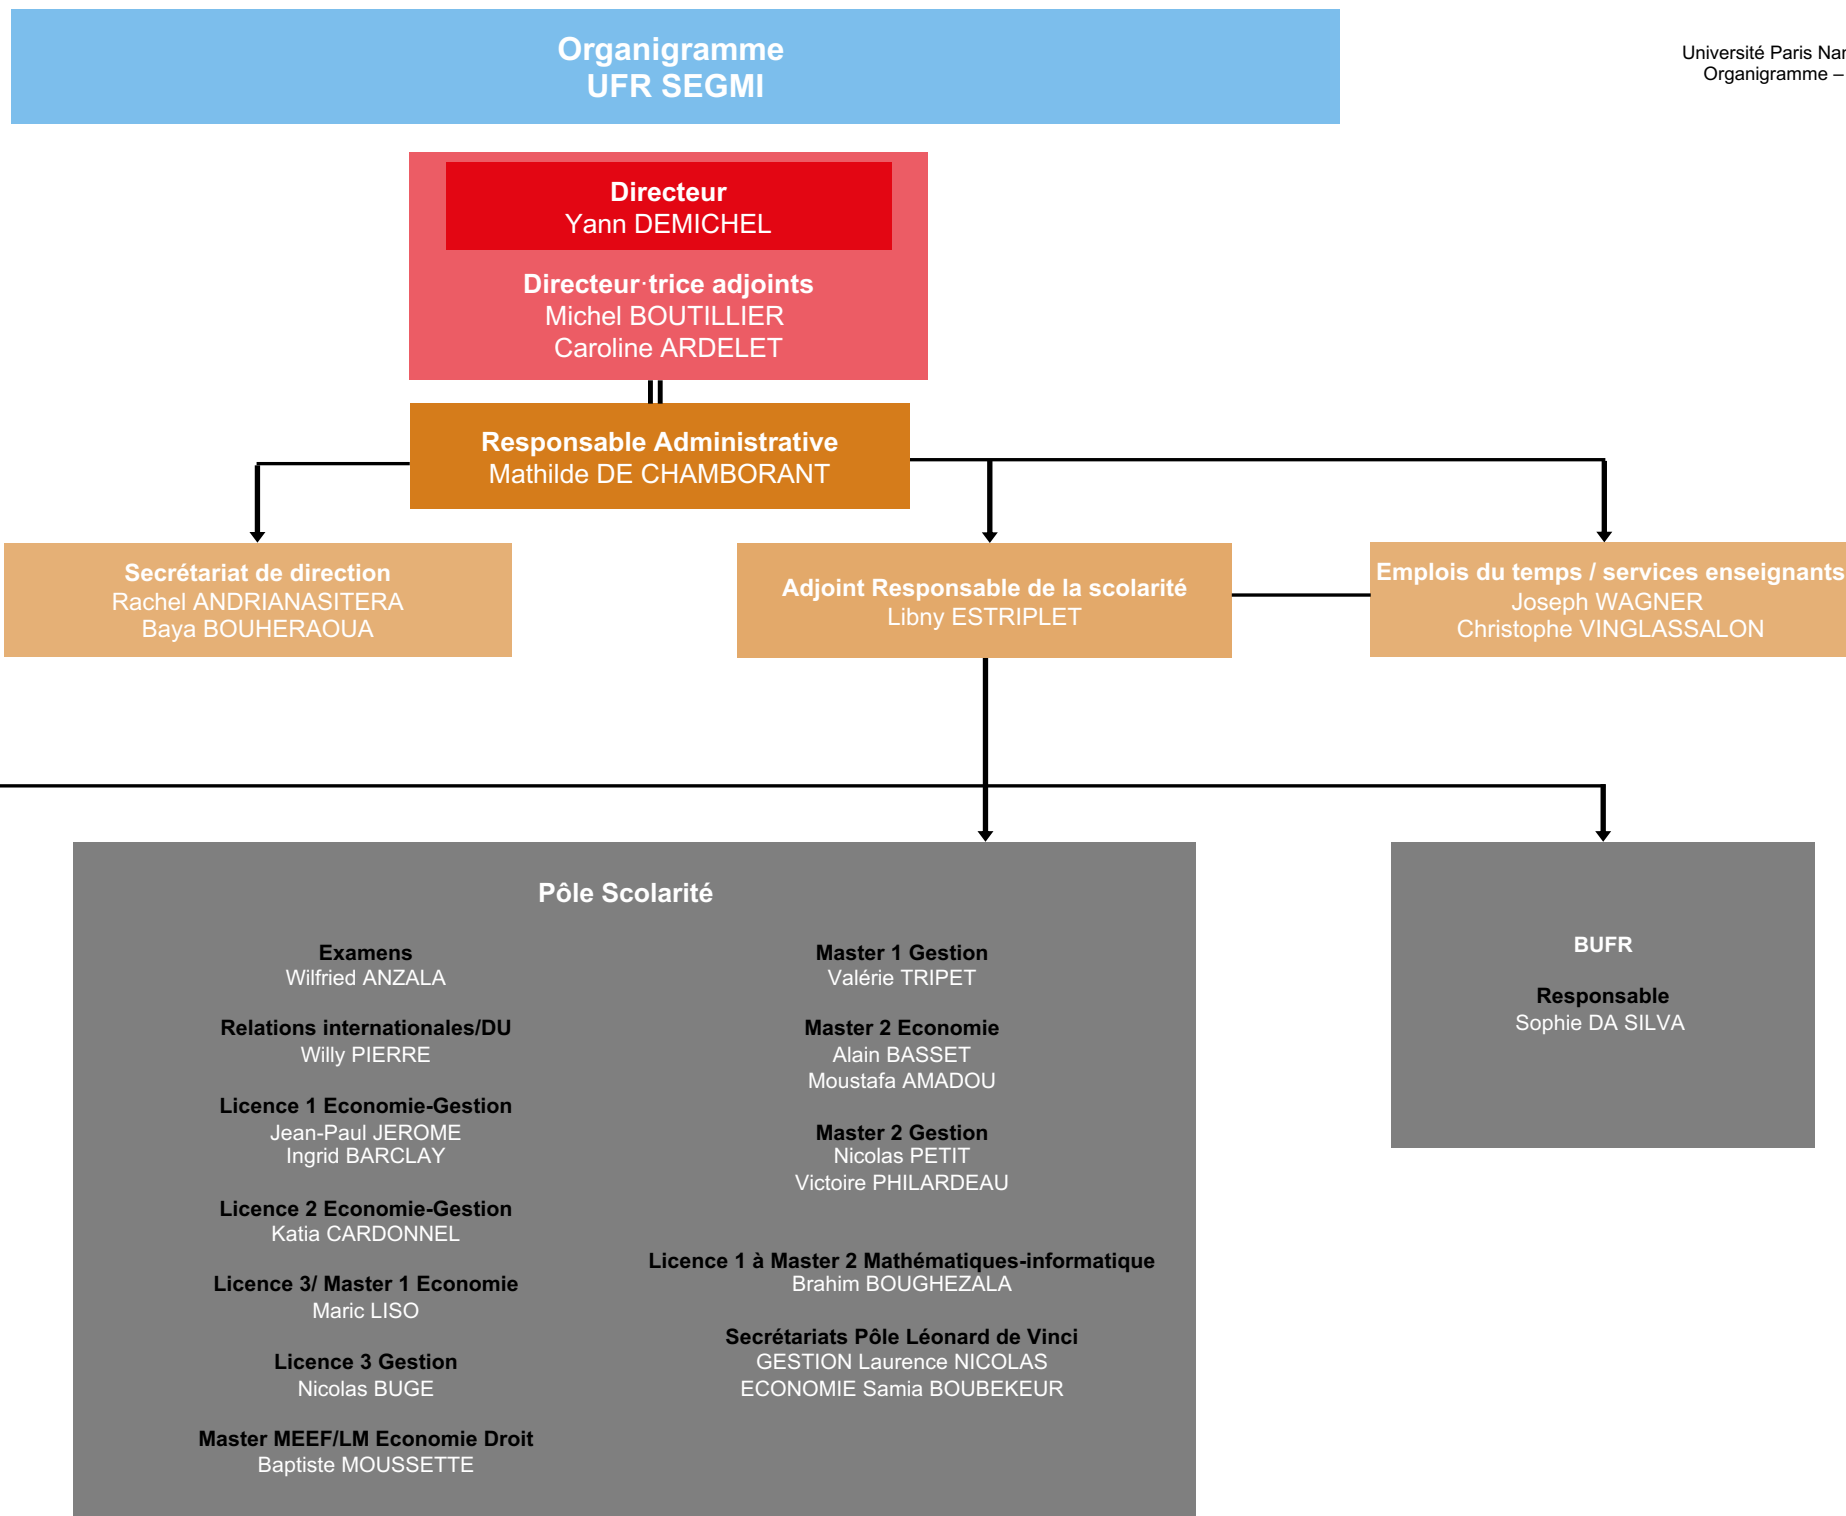 Organigramme
UFR SEGMI
Université Paris
Organigramme –
Directeur
Yann DEMICHEL
Directeur·trice adjoints
Michel BOUTILLIER
Caroline ARDELET
Responsable Administrative
Mathilde DE CHAMBORANT
Secrétariat de direction
Rachel ANDRIANASITERA
Baya BOUHERAOUA
Adjoint Responsable de la scolarité
Libny ESTRIPLET
Emplois du temps / services enseignants
Joseph WAGNER
Christophe VINGLASSALON
Pôle Scolarité
Examens
Wilfried ANZALA
Relations internationales/DU
Willy PIERRE
Licence 1 Economie-Gestion
Jean-Paul JEROME
Ingrid BARCLAY
Licence 2 Economie-Gestion
Katia CARDONNEL
Licence 3/ Master 1 Economie
Maric LISO
Licence 3 Gestion
Nicolas BUGE
Master MEEF/LM Economie Droit
Baptiste MOUSSETTE
Master 1 Gestion
Valérie TRIPET
Master 2 Economie
Alain BASSET
Moustafa AMADOU
Master 2 Gestion
Nicolas PETIT
Victoire PHILARDEAU
Licence 1 à Master 2 Mathématiques-informatique
Brahim BOUGHEZALA
Secrétariats Pôle Léonard de Vinci
GESTION Laurence NICOLAS
ECONOMIE Samia BOUBEKEUR
BUFR
Responsable
Sophie DA SILVA